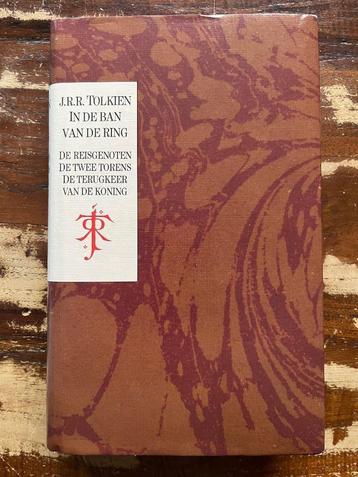 J.R.R. TOLKIEN
IN DE BAN
VAN DE RING
DE REISGENOTEN
DE TWEE TORENS
DE TERUGKEER
VAN DE KONING